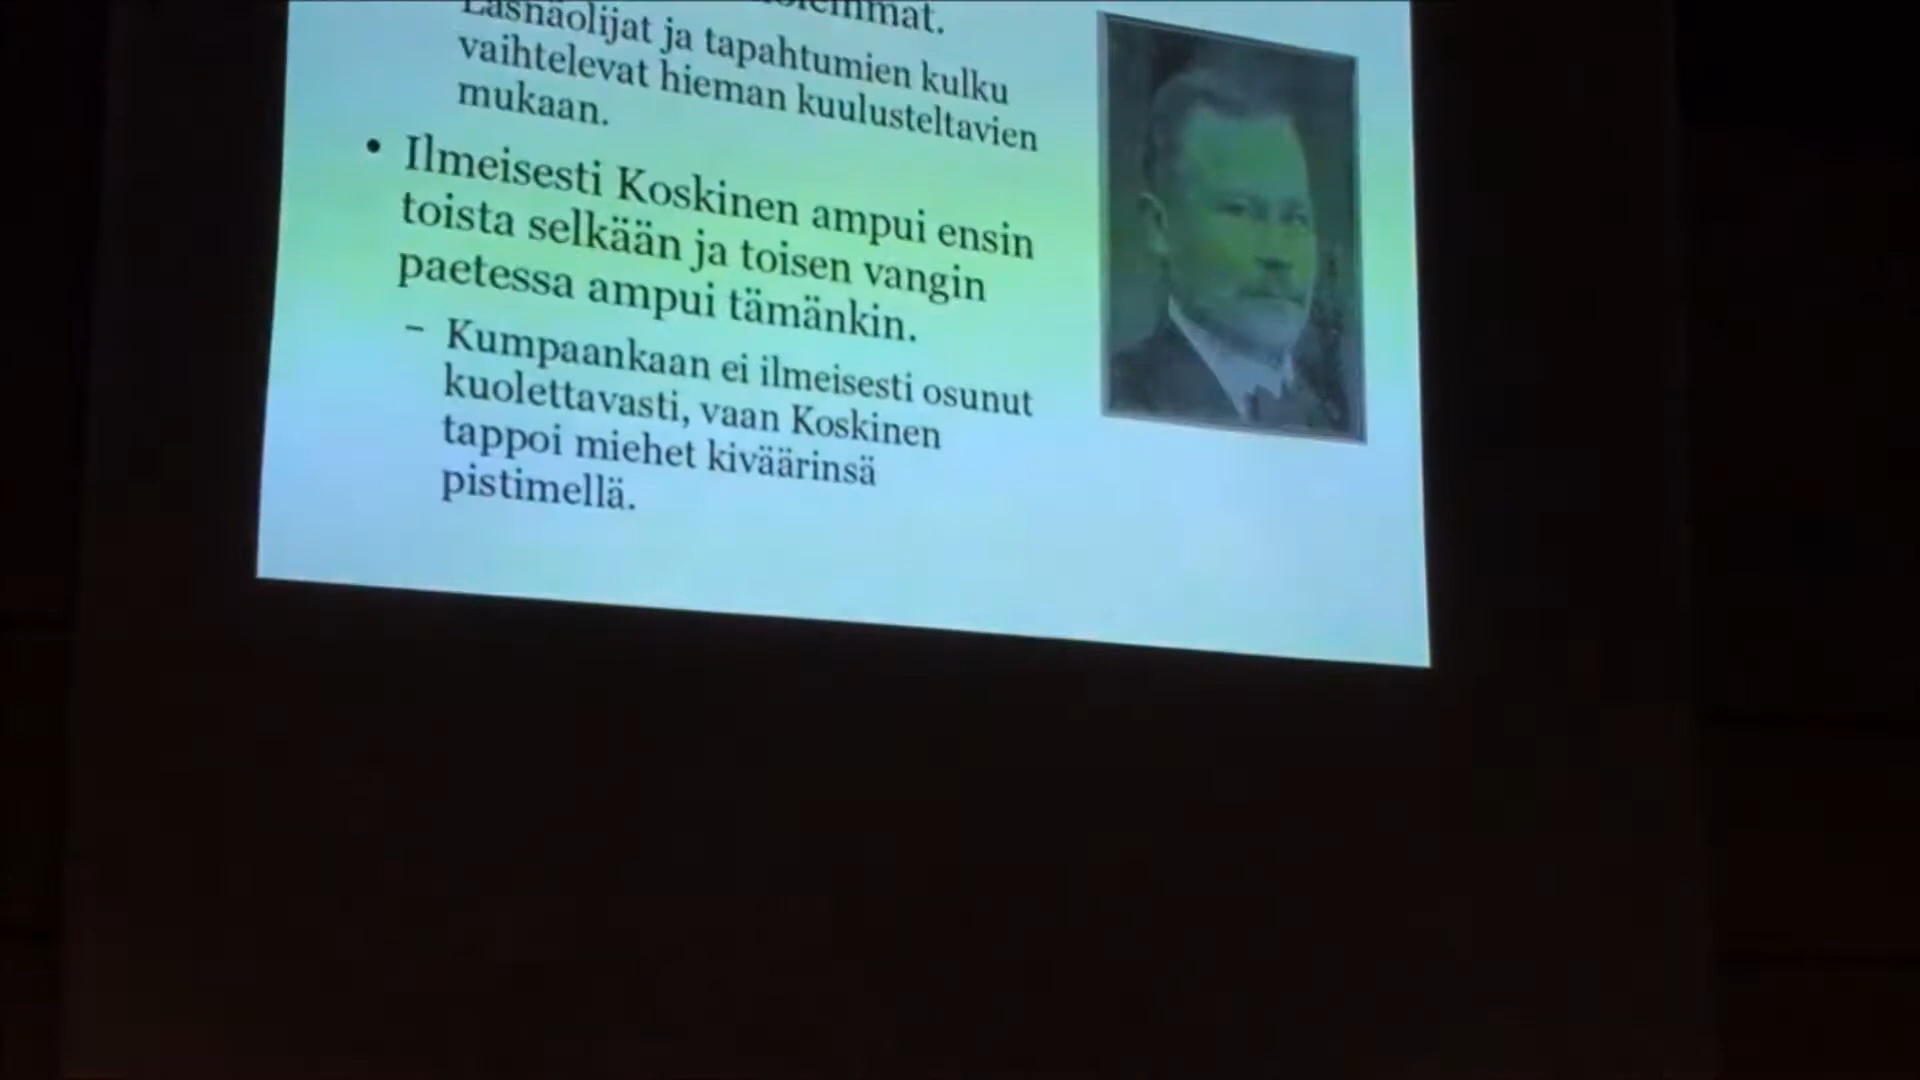 Läsnäolijat ja tapahtumien kulku
vaihtelevat hieman kuulusteltavien
mukaan.
• Ilmeisesti Koskinen ampui ensin
toista selkään ja toisen vangin
paetessa ampui tämänkin.
– Kumpaankaan ei ilmeisesti osunut
kuolettavasti, vaan Koskinen
tappoi miehet kiväärinsä
pistimellä.